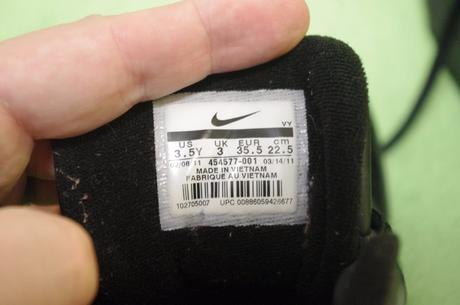 VY
US UK EUR cm
3.5Y 3 35.5 22.5
02/08/11 454577-001 03/14/11
MADE IN VIETNAM
FABRIQUE AU VIETNAM
102705007 UPC 00886059426677